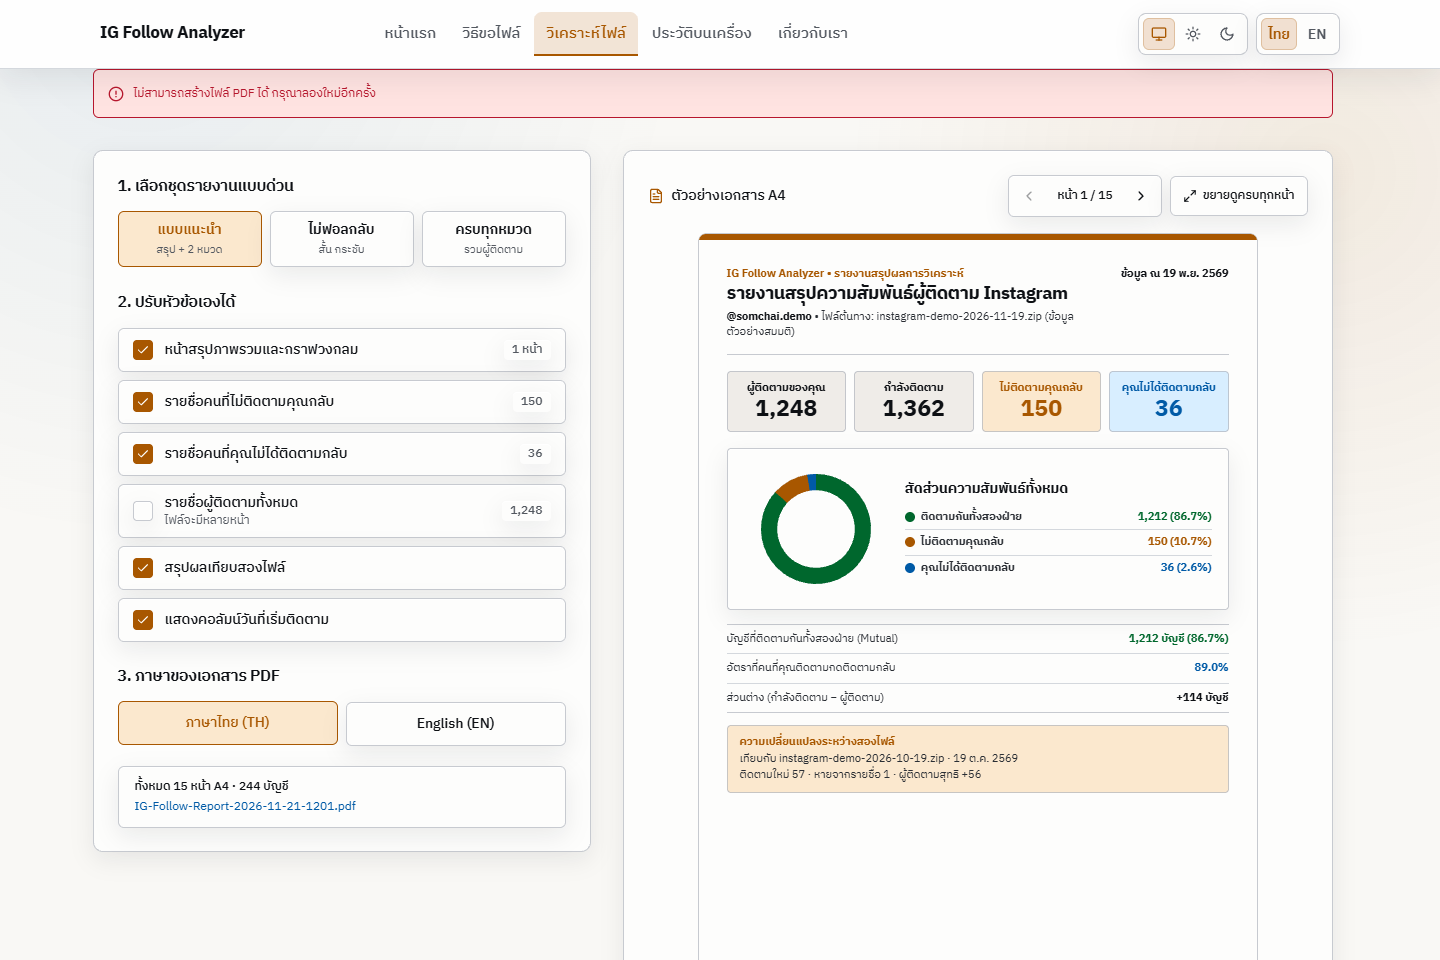 IG Follow Analyzer
หน้าแรก
วิธีขอไฟล์
วิเคราะห์ไฟล์
ประวัติบนเครื่อง
เกี่ยวกับเรา
ไทย
EN
ไม่สามารถสร้างไฟล์ PDF ได้ กรุณาลองใหม่อีกครั้ง
1. เลือกชุดรายงานแบบด่วน
แบบแนะนำ
สรุป + 2 หมวด
ไม่ฟอลกลับ
สั้น กระชับ
ครบทุกหมวด
รวมผู้ติดตาม
2. ปรับหัวข้อเองได้
หน้าสรุปภาพรวมและกราฟวงกลม
1 หน้า
รายชื่อคนที่ไม่ติดตามคุณกลับ
150
รายชื่อคนที่คุณไม่ได้ติดตามกลับ
36
รายชื่อผู้ติดตามทั้งหมด
ไฟล์จะมีหลายหน้า
1,248
สรุปผลเทียบสองไฟล์
แสดงคอลัมน์วันที่เริ่มติดตาม
3. ภาษาของเอกสาร PDF
ภาษาไทย (TH)
English (EN)
ทั้งหมด 15 หน้า A4 · 244 บัญชี
IG-Follow-Report-2026-11-21-1201.pdf
ตัวอย่างเอกสาร A4
หน้า 1 / 15
ขยายดูครบทุกหน้า
IG Follow Analyzer • รายงานสรุปผลการวิเคราะห์
ข้อมูล ณ 19 พ.ย. 2569
รายงานสรุปความสัมพันธ์ผู้ติดตาม Instagram
@somchai.demo • ไฟล์ต้นทาง: instagram-demo-2026-11-19.zip (ข้อมูล
ตัวอย่างสมมติ)
ผู้ติดตามของคุณ
1,248
กำลังติดตาม
1,362
ไม่ติดตามคุณกลับ
150
คุณไม่ได้ติดตามกลับ
36
สัดส่วนความสัมพันธ์ทั้งหมด
ติดตามกันทั้งสองฝ่าย 1,212 (86.7%)
ไม่ติดตามคุณกลับ 150 (10.7%)
คุณไม่ได้ติดตามกลับ 36 (2.6%)
บัญชีที่ติดตามกันทั้งสองฝ่าย (Mutual) 1,212 บัญชี (86.7%)
อัตราที่คนที่คุณติดตามกดติดตามกลับ 89.0%
ส่วนต่าง (กำลังติดตาม − ผู้ติดตาม) +114 บัญชี
ความเปลี่ยนแปลงระหว่างสองไฟล์
เทียบกับ instagram-demo-2026-10-19.zip · 19 ต.ค. 2569
ติดตามใหม่ 57 · หายจากรายชื่อ 1 · ผู้ติดตามสุทธิ +56